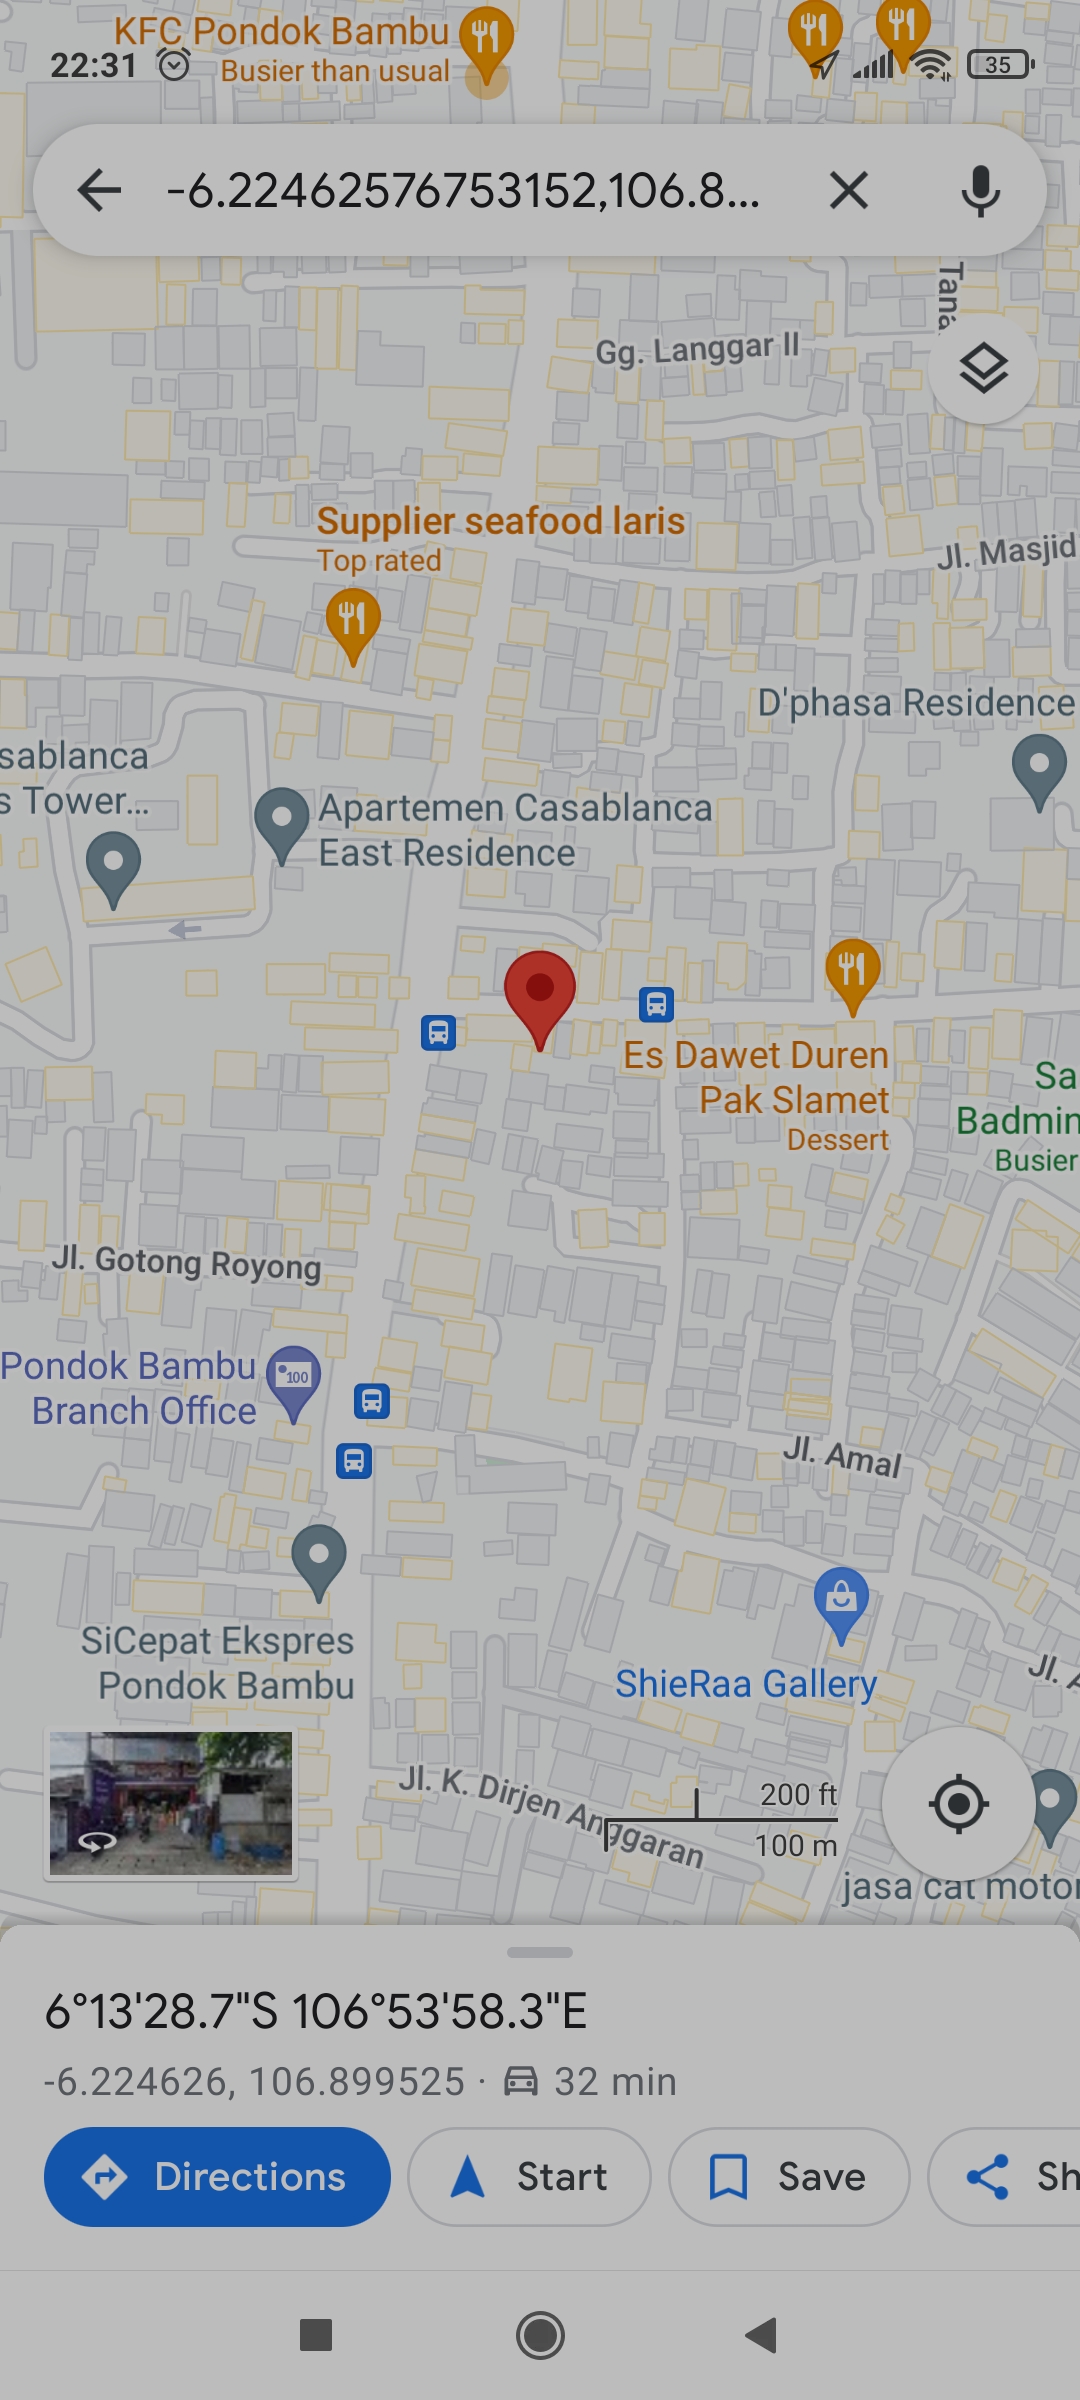 KFC Pondok Bambu
Busier than usual
22:31
35
-6.22462576753152,106.8...
Tana
Gg. Langgar II
Supplier seafood laris
Top rated
Jl. Masjid
D'phasa Residence
sablanca
s Tower...
Apartemen Casablanca
East Residence
Es Dawet Duren
Pak Slamet
Dessert
Sa
Badmin
Busier
Jl. Gotong Royong
Pondok Bambu
Branch Office
100
Jl. Amal
SiCepat Ekspres
Pondok Bambu
ShieRaa Gallery
Jl. A
Jl. K. Dirjen Anggaran
200 ft
100 m
jasa cat motor
6°13'28.7"S 106°53'58.3"E
-6.224626, 106.899525 · 32 min
Directions
Start
Save
Sh